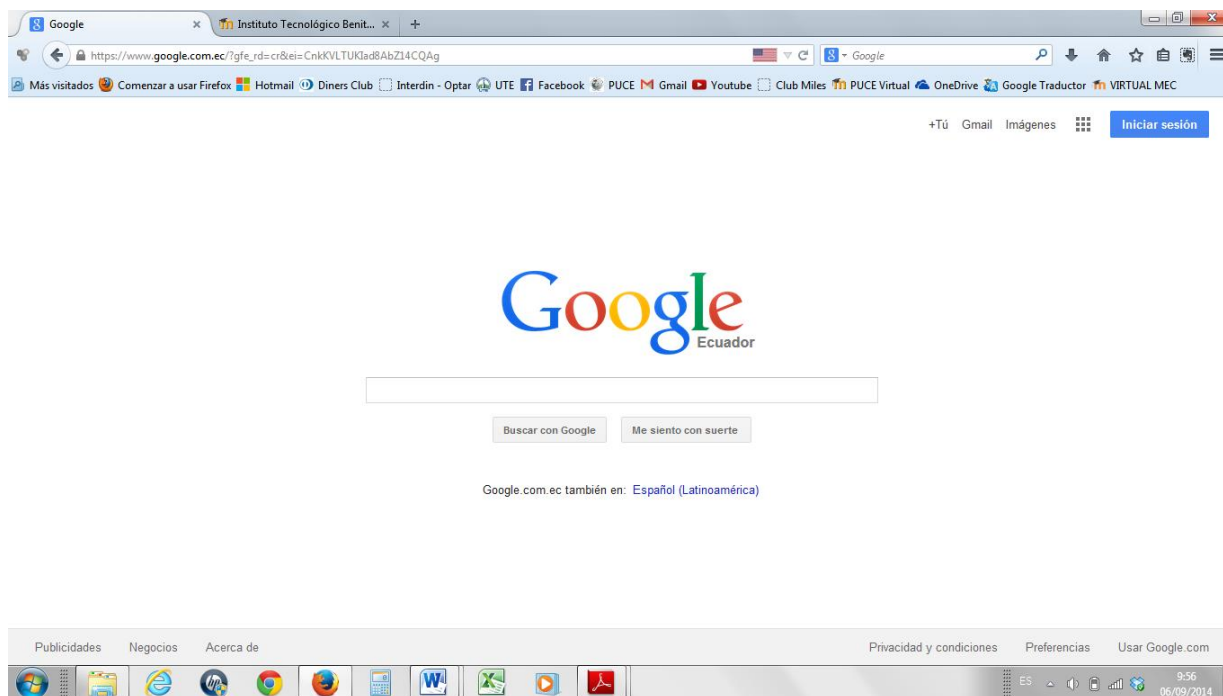 Google
Instituto Tecnológico Benit...
https://www.google.com.ec/?gfe_rd=cr&ei=CnkKVLTUKIad8AbZ14CQAg
Google
Más visitados Comenzar a usar Firefox Hotmail Diners Club Interdin - Optar UTE Facebook PUCE Gmail Youtube Club Miles PUCE Virtual OneDrive Google Traductor VIRTUAL MEC
+Tú Gmail Imágenes Iniciar sesión
Google
Ecuador
Buscar con Google Me siento con suerte
Google.com.ec también en: Español (Latinoamérica)
Publicidades Negocios Acerca de Privacidad y condiciones Preferencias Usar Google.com
ES 9:56
06/09/2014